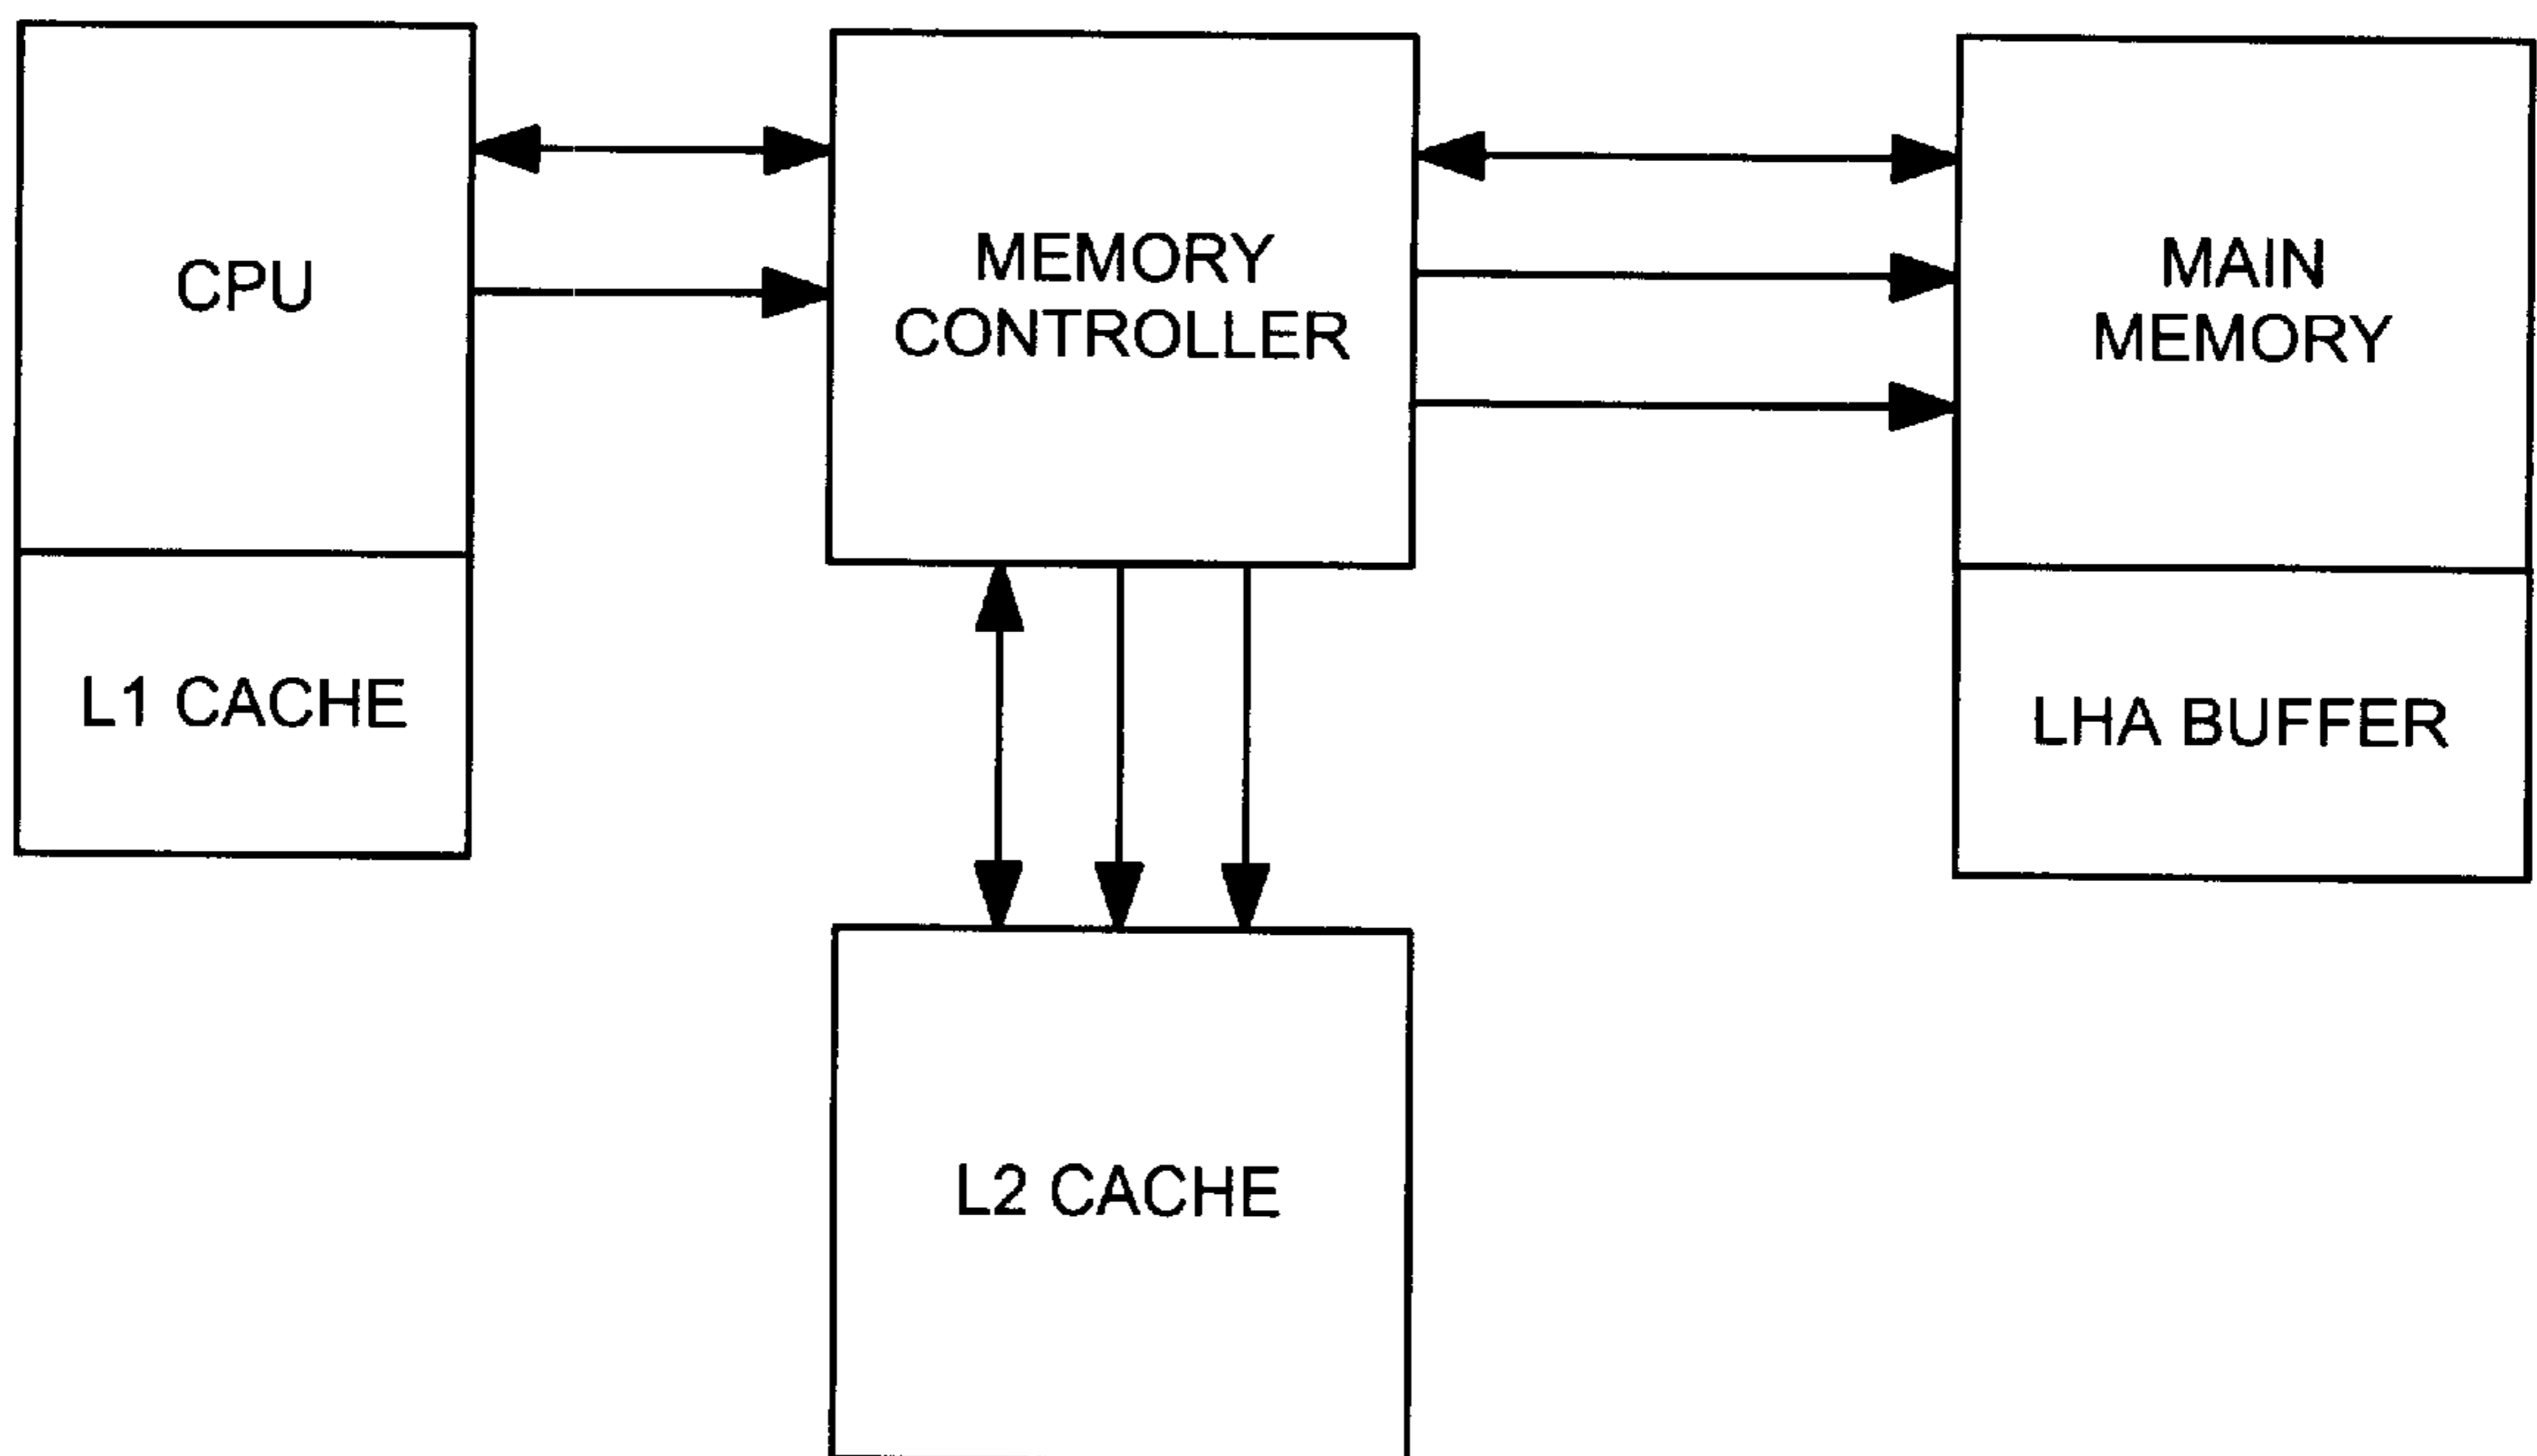 CPU
L1 CACHE
MEMORY
CONTROLLER
MAIN
MEMORY
LHA BUFFER
L2 CACHE